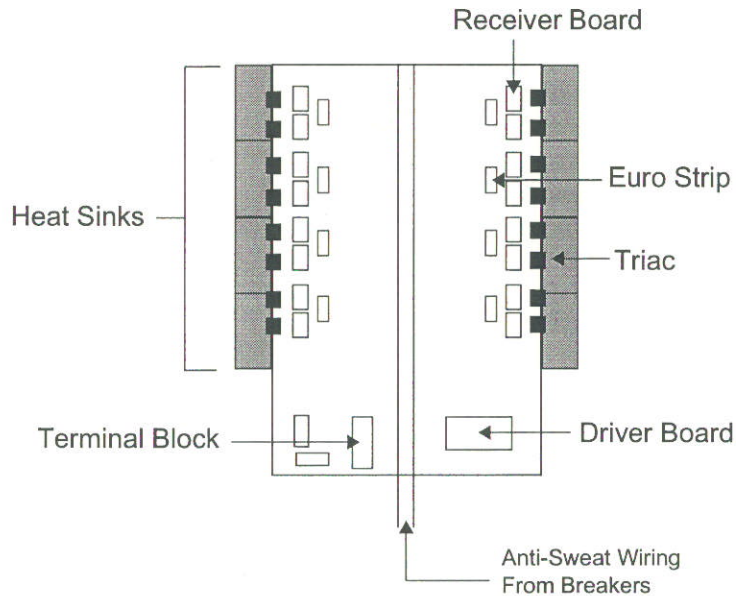 Receiver Board
Euro Strip
Heat Sinks
Triac
Terminal Block
Driver Board
Anti-Sweat Wiring
From Breakers